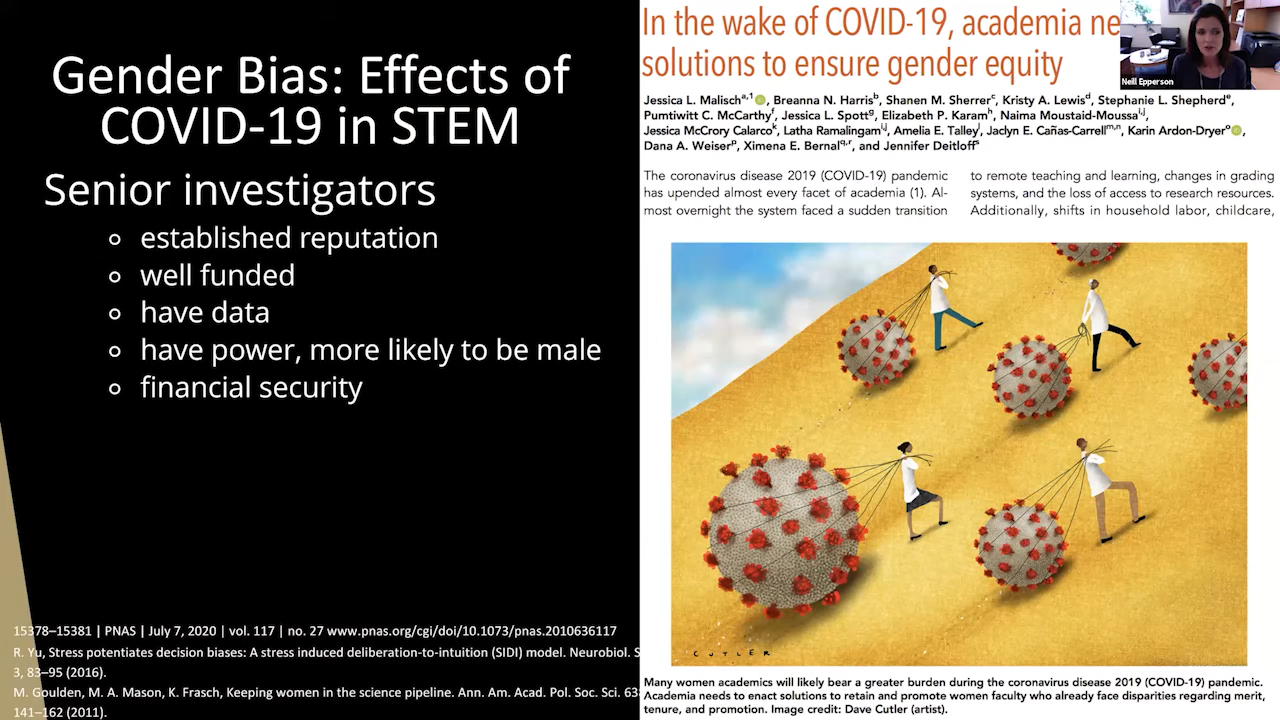 Gender Bias: Effects of
COVID-19 in STEM
Senior investigators
established reputation
well funded
have data
have power, more likely to be male
financial security
15378–15381 | PNAS | July 7, 2020 | vol. 117 | no. 27 www.pnas.org/cgi/doi/10.1073/pnas.2010636117
R. Yu, Stress potentiates decision biases: A stress induced deliberation-to-intuition (SIDI) model. Neurobiol.
3, 83–95 (2016).
M. Goulden, M. A. Mason, K. Frasch, Keeping women in the science pipeline. Ann. Am. Acad. Pol. Soc. Sci.
141–162 (2011).
In the wake of COVID-19, academia
solutions to ensure gender equity
Neill Epperson
Jessica L. Malisch a,1, Breanna N. Harris b, Shanen M. Sherrer c, Kristy A. Lewis d, Stephanie L. Shepherd e,
Pumtiwitt C. McCarthy f, Jessica L. Spott g, Elizabeth P. Karam h, Naima Moustaid-Moussa i,j,
Jessica McCrory Calarco k, Latha Ramalingam i,j, Amelia E. Talley l, Jaclyn E. Cañas-Carrell m,n, Karin Ardon-Dryer o,
Dana A. Weiser p, Ximena E. Bernal q,r, and Jennifer Deitloff s
The coronavirus disease 2019 (COVID-19) pandemic
has upended almost every facet of academia (1). Al-
most overnight the system faced a sudden transition
to remote teaching and learning, changes in grading
systems, and the loss of access to research resources.
Additionally, shifts in household labor, childcare,
CUTLER
Many women academics will likely bear a greater burden during the coronavirus disease 2019 (COVID-19) pandemic.
Academia needs to enact solutions to retain and promote women faculty who already face disparities regarding merit,
tenure, and promotion. Image credit: Dave Cutler (artist).